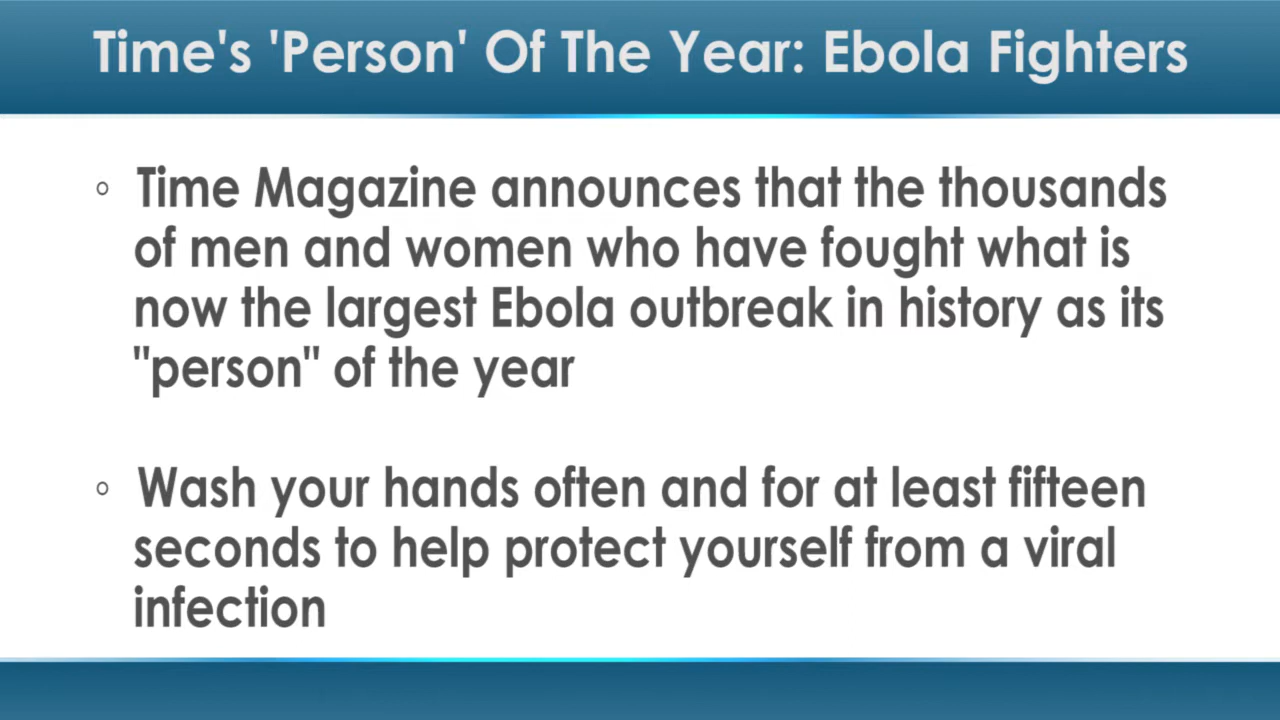 Time's 'Person' Of The Year: Ebola Fighters
◦ Time Magazine announces that the thousands
of men and women who have fought what is
now the largest Ebola outbreak in history as its
"person" of the year
◦ Wash your hands often and for at least fifteen
seconds to help protect yourself from a viral
infection